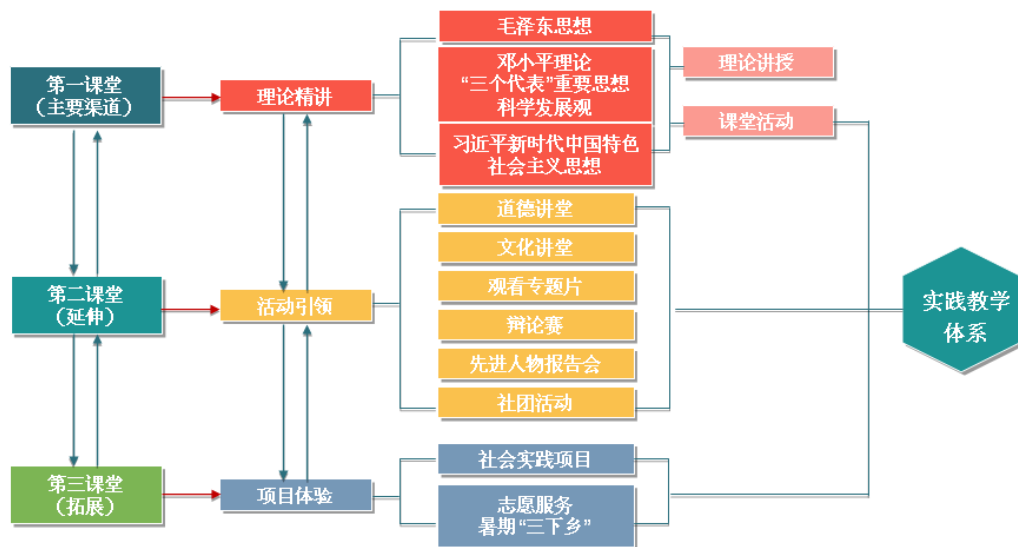 第一课堂
（主要渠道）
理论精讲
毛泽东思想
邓小平理论
“三个代表”重要思想
科学发展观
习近平新时代中国特色
社会主义思想
理论讲授
课堂活动
第二课堂
（延伸）
活动引领
道德讲堂
文化讲堂
观看专题片
辩论赛
先进人物报告会
社团活动
实践教学
体系
第三课堂
（拓展）
项目体验
社会实践项目
志愿服务
暑期“三下乡”